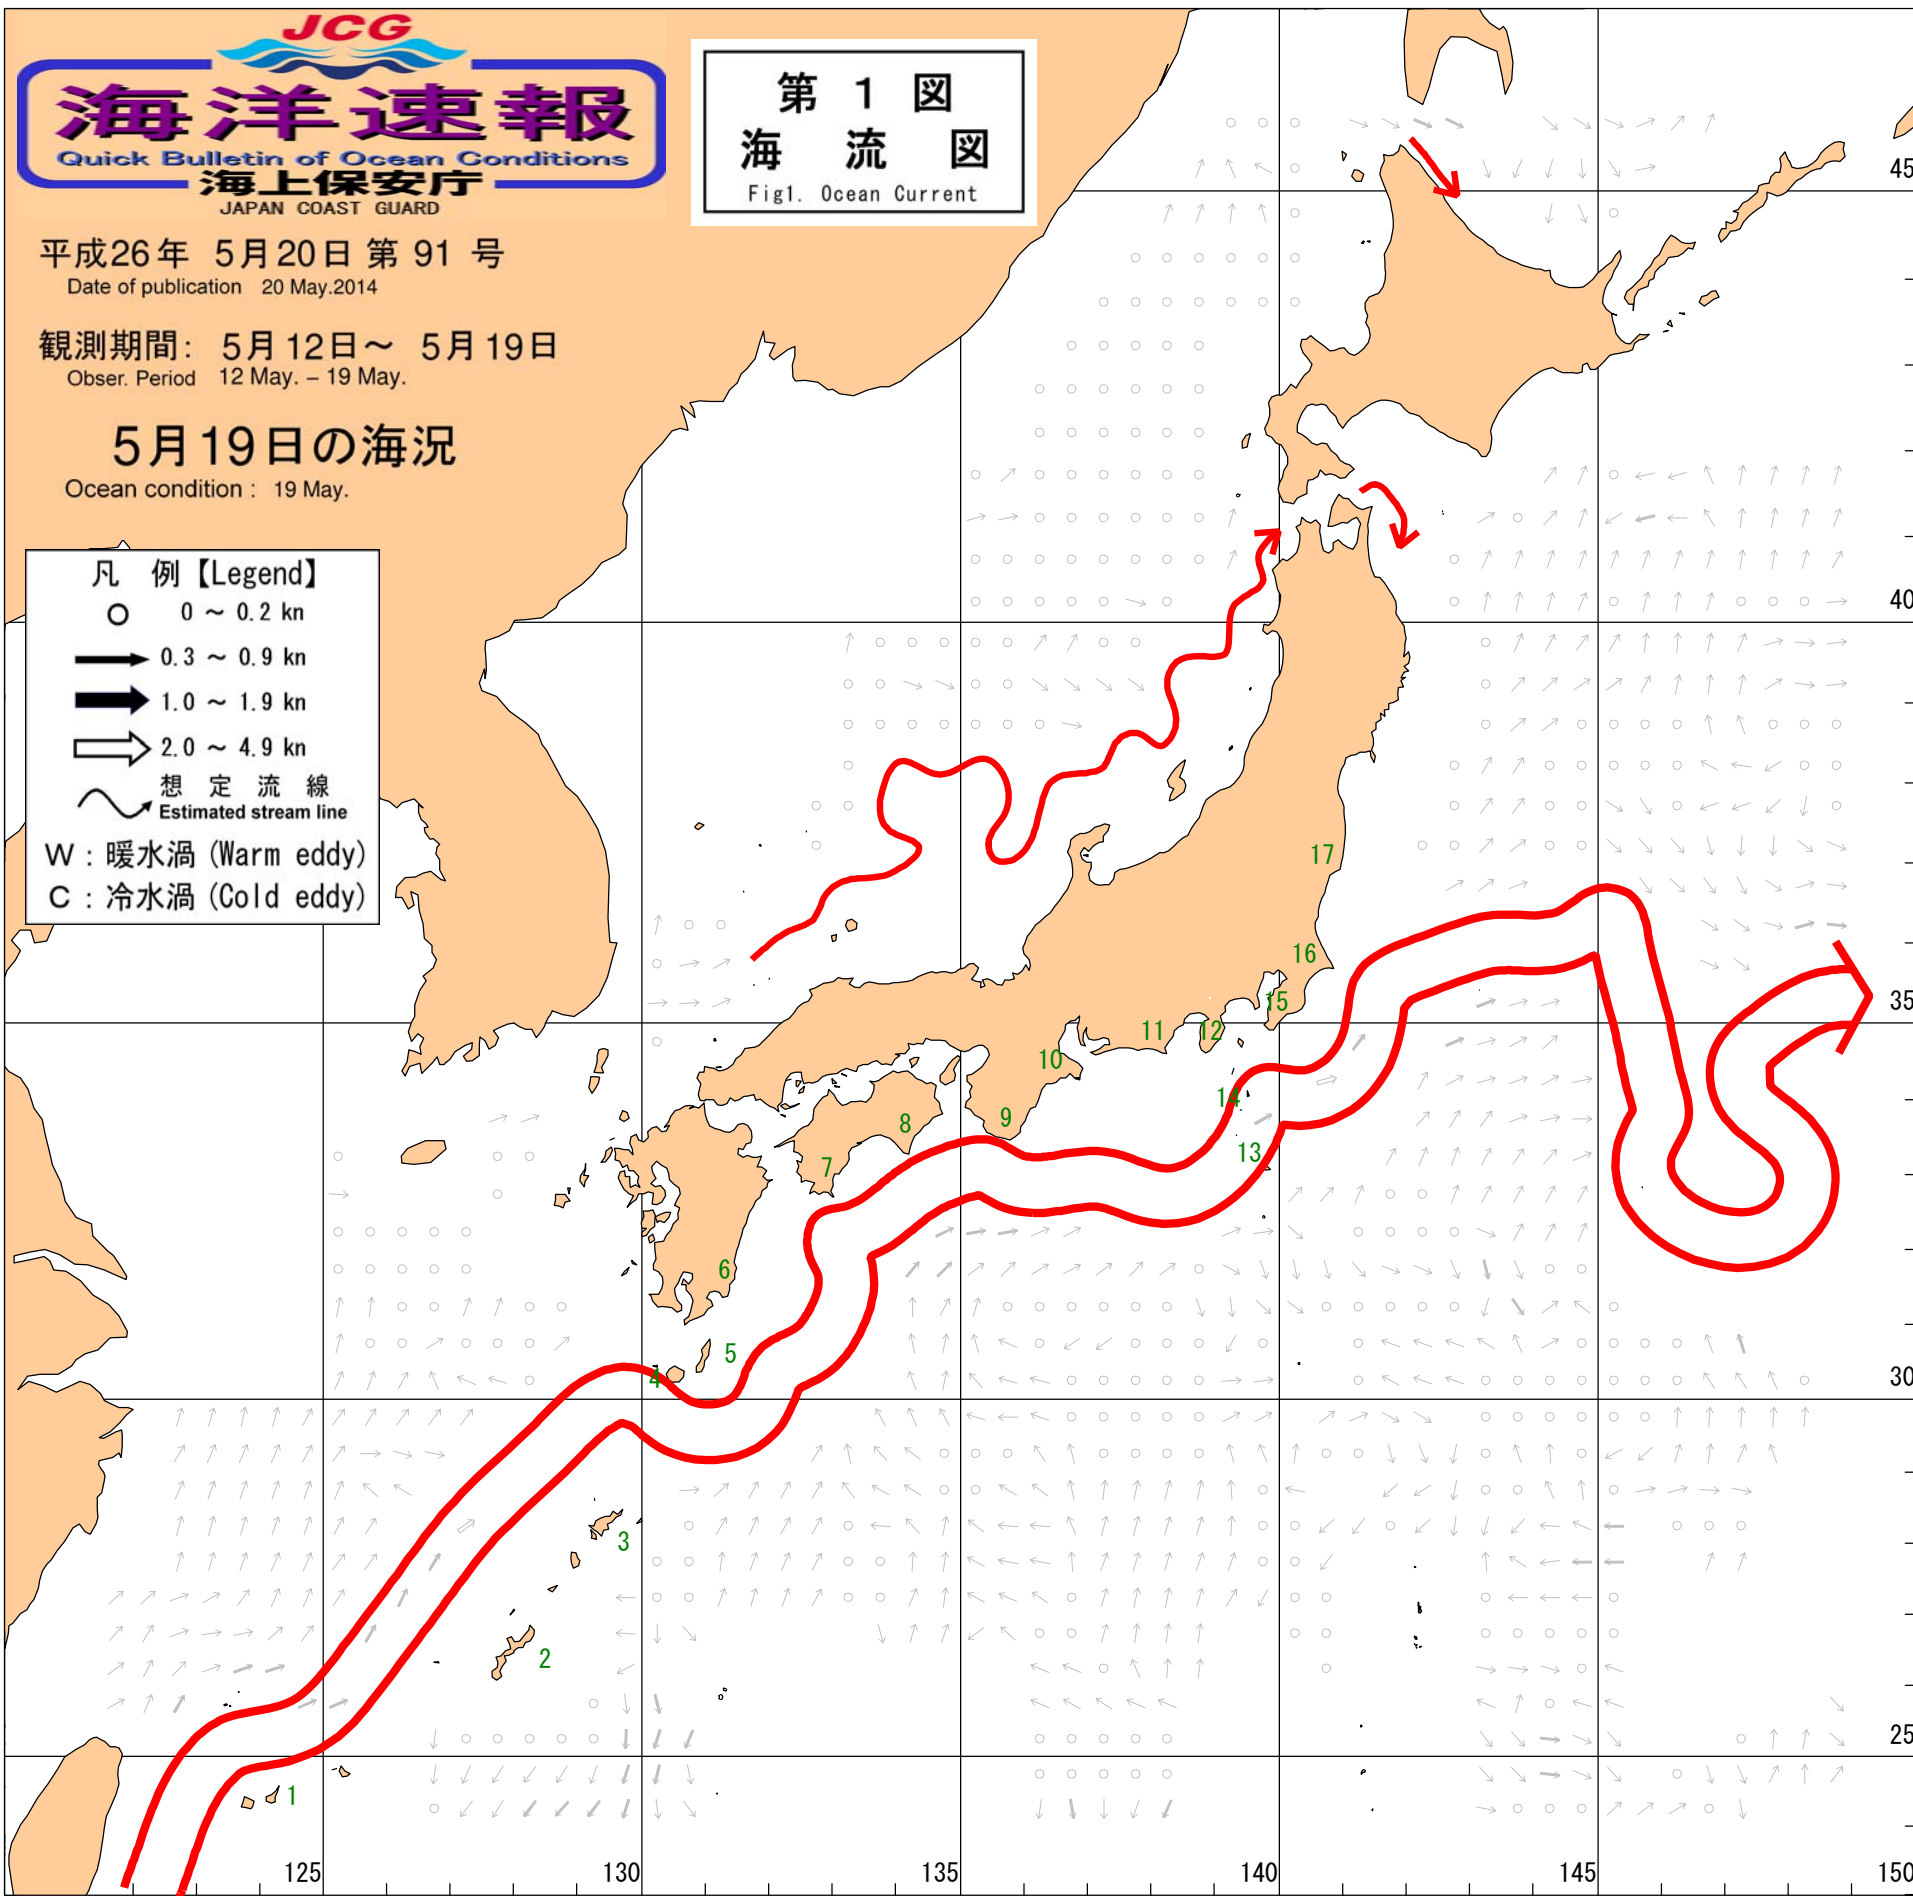 JCG
海洋速報
Quick Bulletin of Ocean Conditions
海上保安庁
JAPAN COAST GUARD
第 1 図
海 流 図
Fig1. Ocean Current
平成26年 5月20日 第 91 号
Date of publication 20 May.2014
観測期間: 5月12日～ 5月19日
Obser. Period 12 May. – 19 May.
5月19日の海況
Ocean condition : 19 May.
凡 例【Legend】
0 ～ 0.2 kn
0.3 ～ 0.9 kn
1.0 ～ 1.9 kn
2.0 ～ 4.9 kn
想 定 流 線
Estimated stream line
W : 暖水渦 (Warm eddy)
C : 冷水渦 (Cold eddy)
45
40
17
16
35
15
12
11
10
14
9
8
13
7
6
5
4
30
3
2
25
1
125
130
135
140
145
150